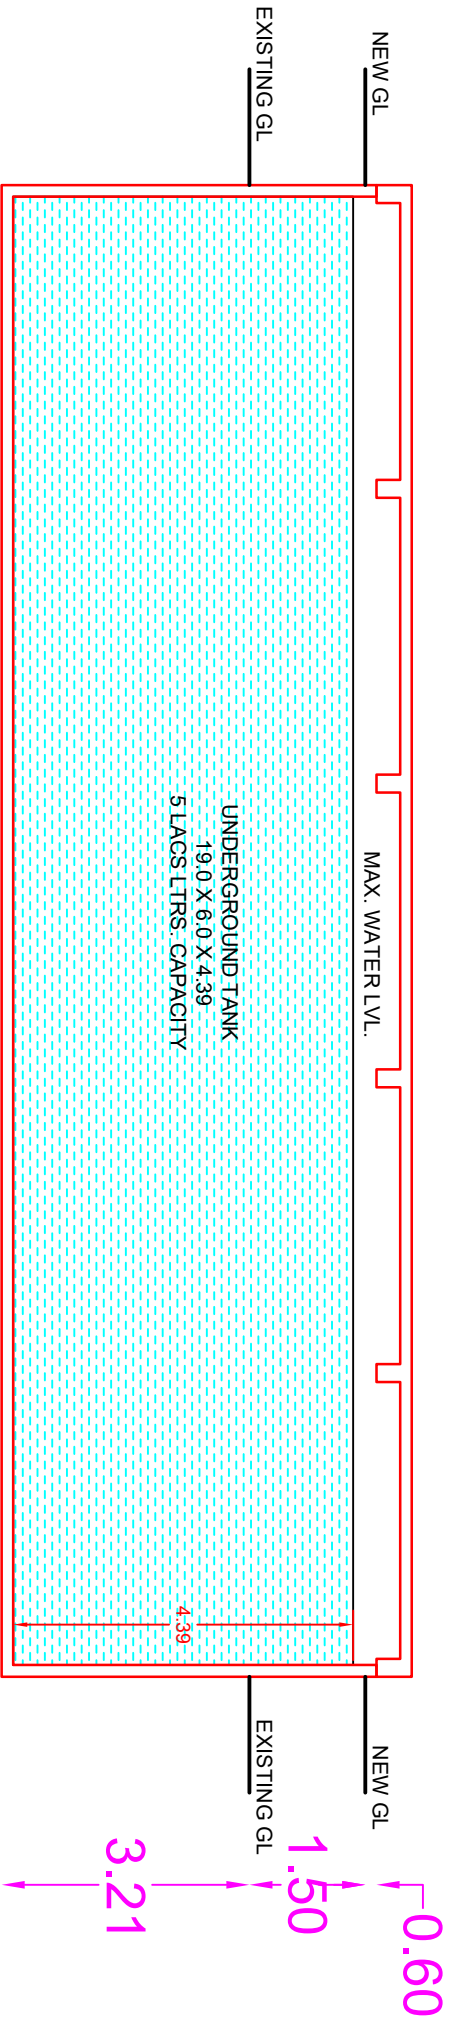 0.60
NEW GL
NEW GL
MAX. WATER LVL.
1.50
EXISTING GL
EXISTING GL
UNDERGROUND TANK
19.0 X 6.0 X 4.39
5 LACS LTRS. CAPACITY
4.39
3.21